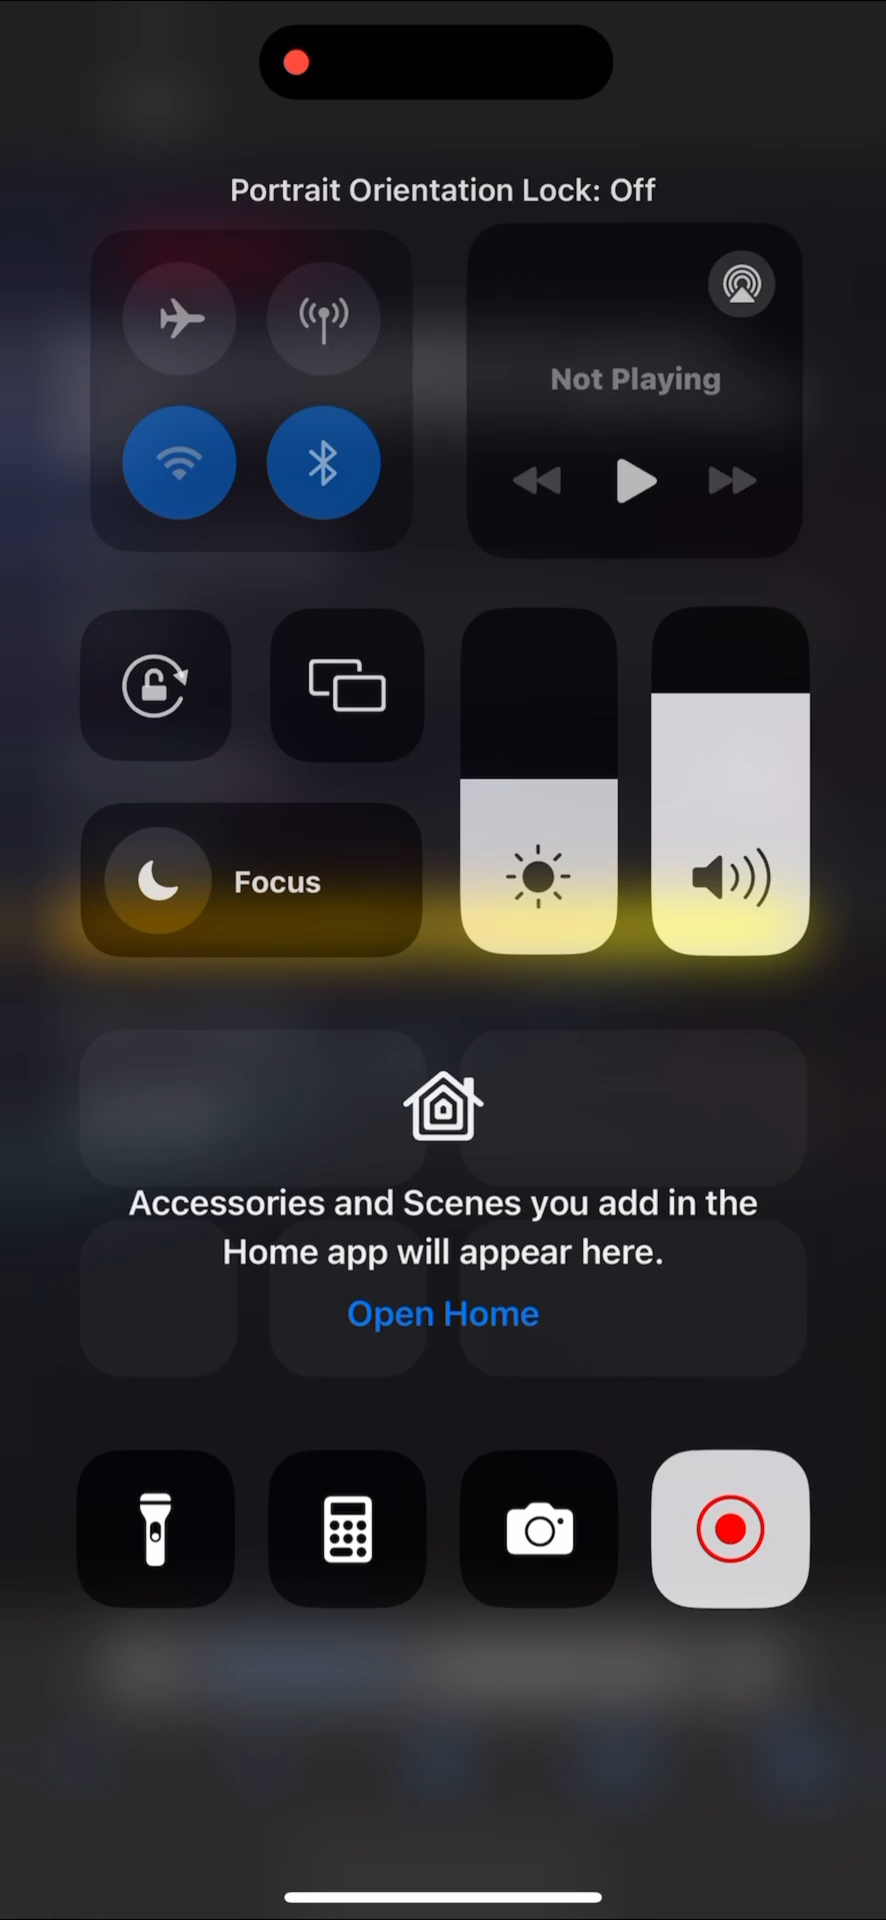 Portrait Orientation Lock: Off
Not Playing
Focus
Accessories and Scenes you add in the
Home app will appear here.
Open Home